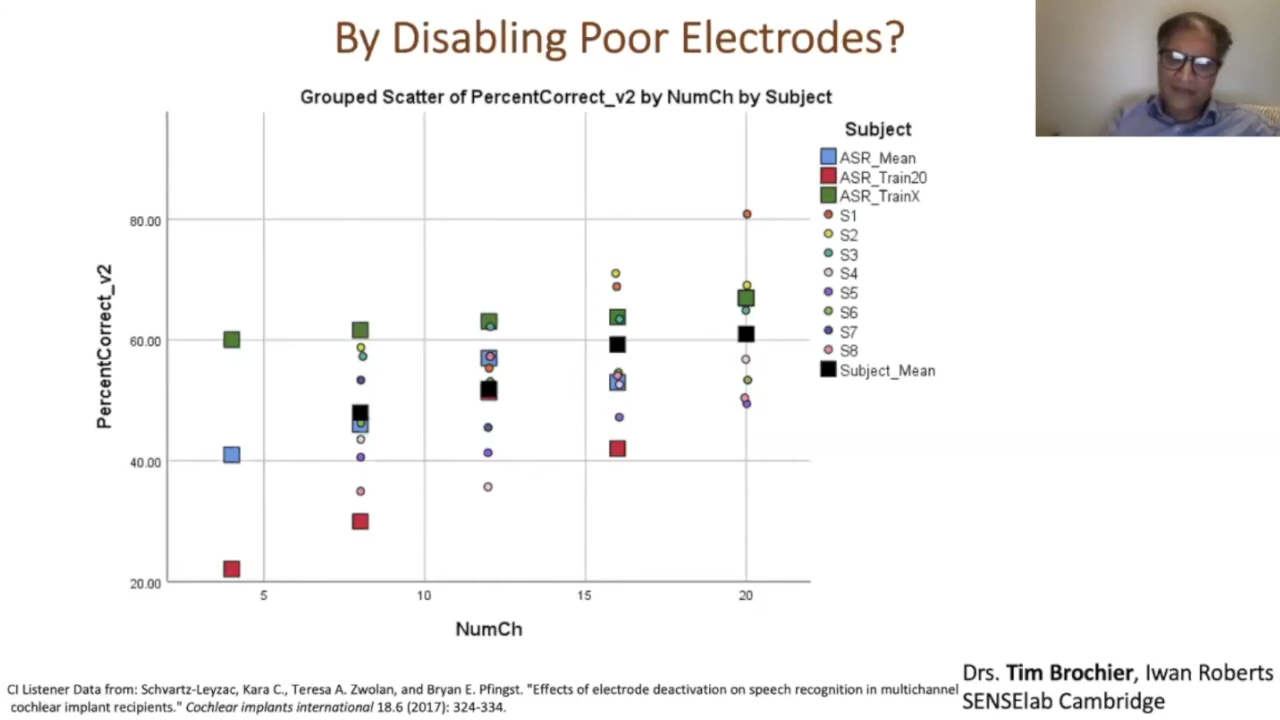 By Disabling Poor Electrodes?
Grouped Scatter of PercentCorrect_v2 by NumCh by Subject
Subject
ASR_Mean
ASR_Train20
ASR_TrainX
S1
S2
S3
S4
S5
S6
S7
S8
Subject_Mean
PercentCorrect_v2
80.00
60.00
40.00
20.00
5
10
15
20
NumCh
Drs. Tim Brochier, Iwan Roberts
SENSElab Cambridge
CI Listener Data from: Schvartz-Leyzac, Kara C., Teresa A. Zwolan, and Bryan E. Pfingst. "Effects of electrode deactivation on speech recognition in multichannel
cochlear implant recipients." Cochlear implants international 18.6 (2017): 324-334.